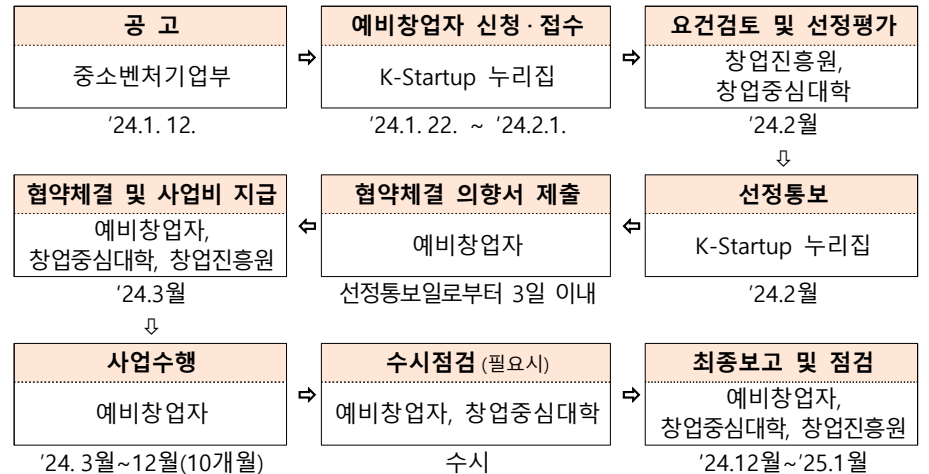 공 고
중소벤처기업부
'24.1. 12.
⇨
예비창업자 신청 · 접수
K-Startup 누리집
'24.1. 22. ~ '24.2.1.
⇨
요건검토 및 선정평가
창업진흥원,
창업중심대학
'24.2월
⇩
선정통보
K-Startup 누리집
'24.2월
⇦
협약체결 의향서 제출
예비창업자
선정통보일로부터 3일 이내
⇦
협약체결 및 사업비 지급
예비창업자,
창업중심대학, 창업진흥원
'24.3월
⇩
사업수행
예비창업자
'24. 3월~12월(10개월)
⇨
수시점검 (필요시)
예비창업자, 창업중심대학
수시
⇨
최종보고 및 점검
예비창업자,
창업중심대학, 창업진흥원
'24.12월~'25.1월